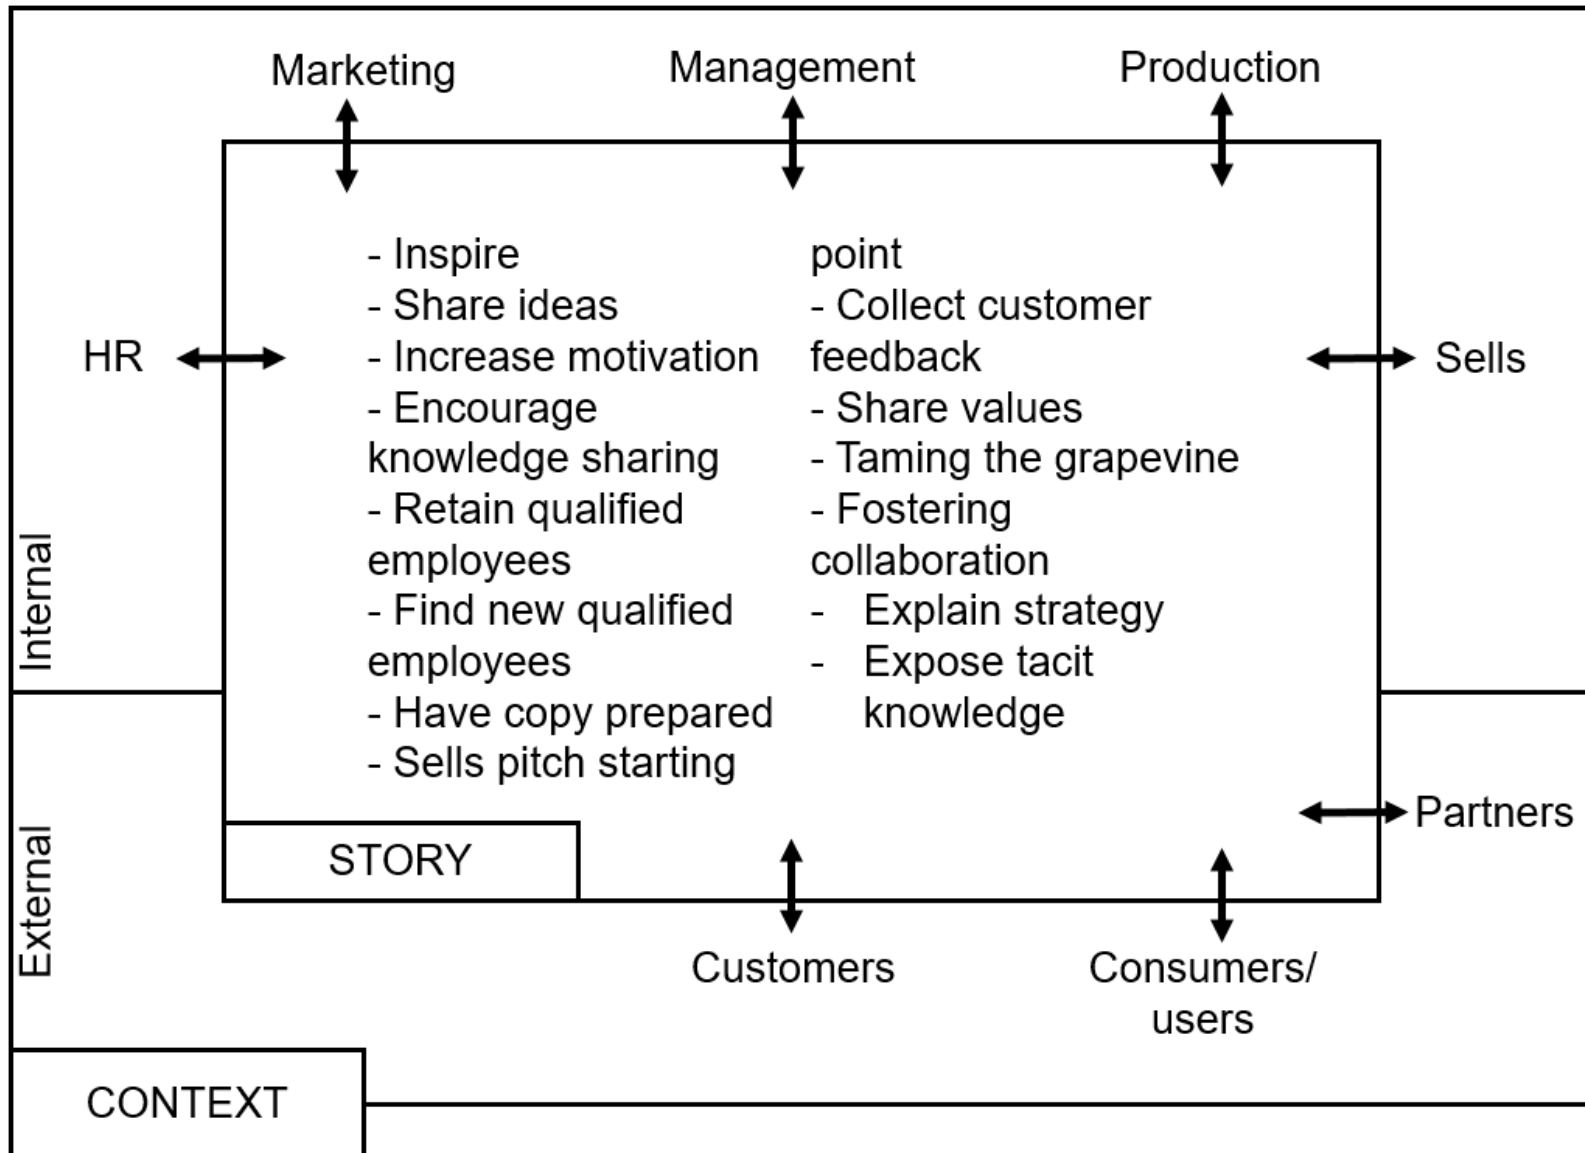 Marketing
Management
Production
HR
Sells
- Inspire
- Share ideas
- Increase motivation
- Encourage
knowledge sharing
- Retain qualified
employees
- Find new qualified
employees
- Have copy prepared
- Sells pitch starting
point
- Collect customer
feedback
- Share values
- Taming the grapevine
- Fostering
collaboration
- Explain strategy
- Expose tacit
knowledge
Internal
External
Partners
STORY
Customers
Consumers/
users
CONTEXT